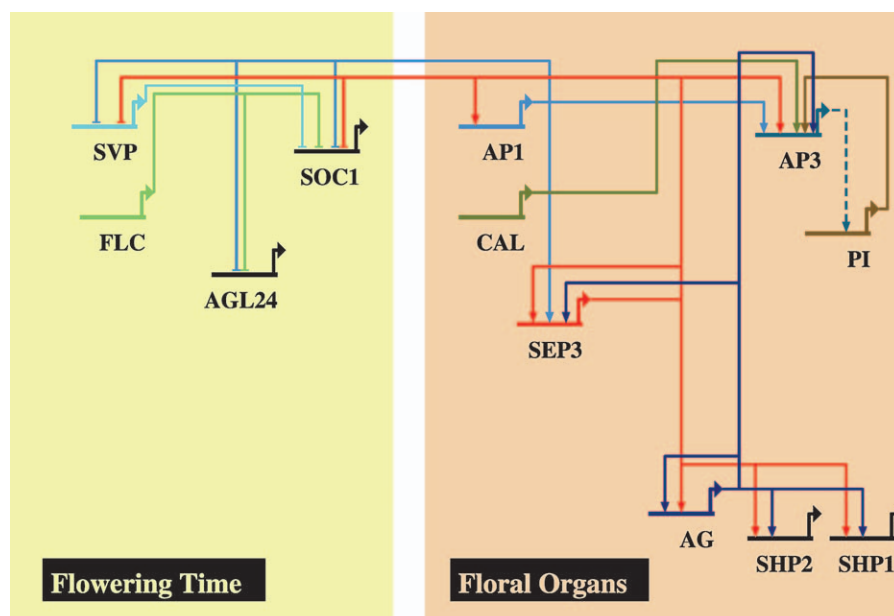 SVP
SOC1
AP1
AP3
FLC
CAL
PI
AGL24
SEP3
AG
SHP2
SHP1
Flowering Time
Floral Organs